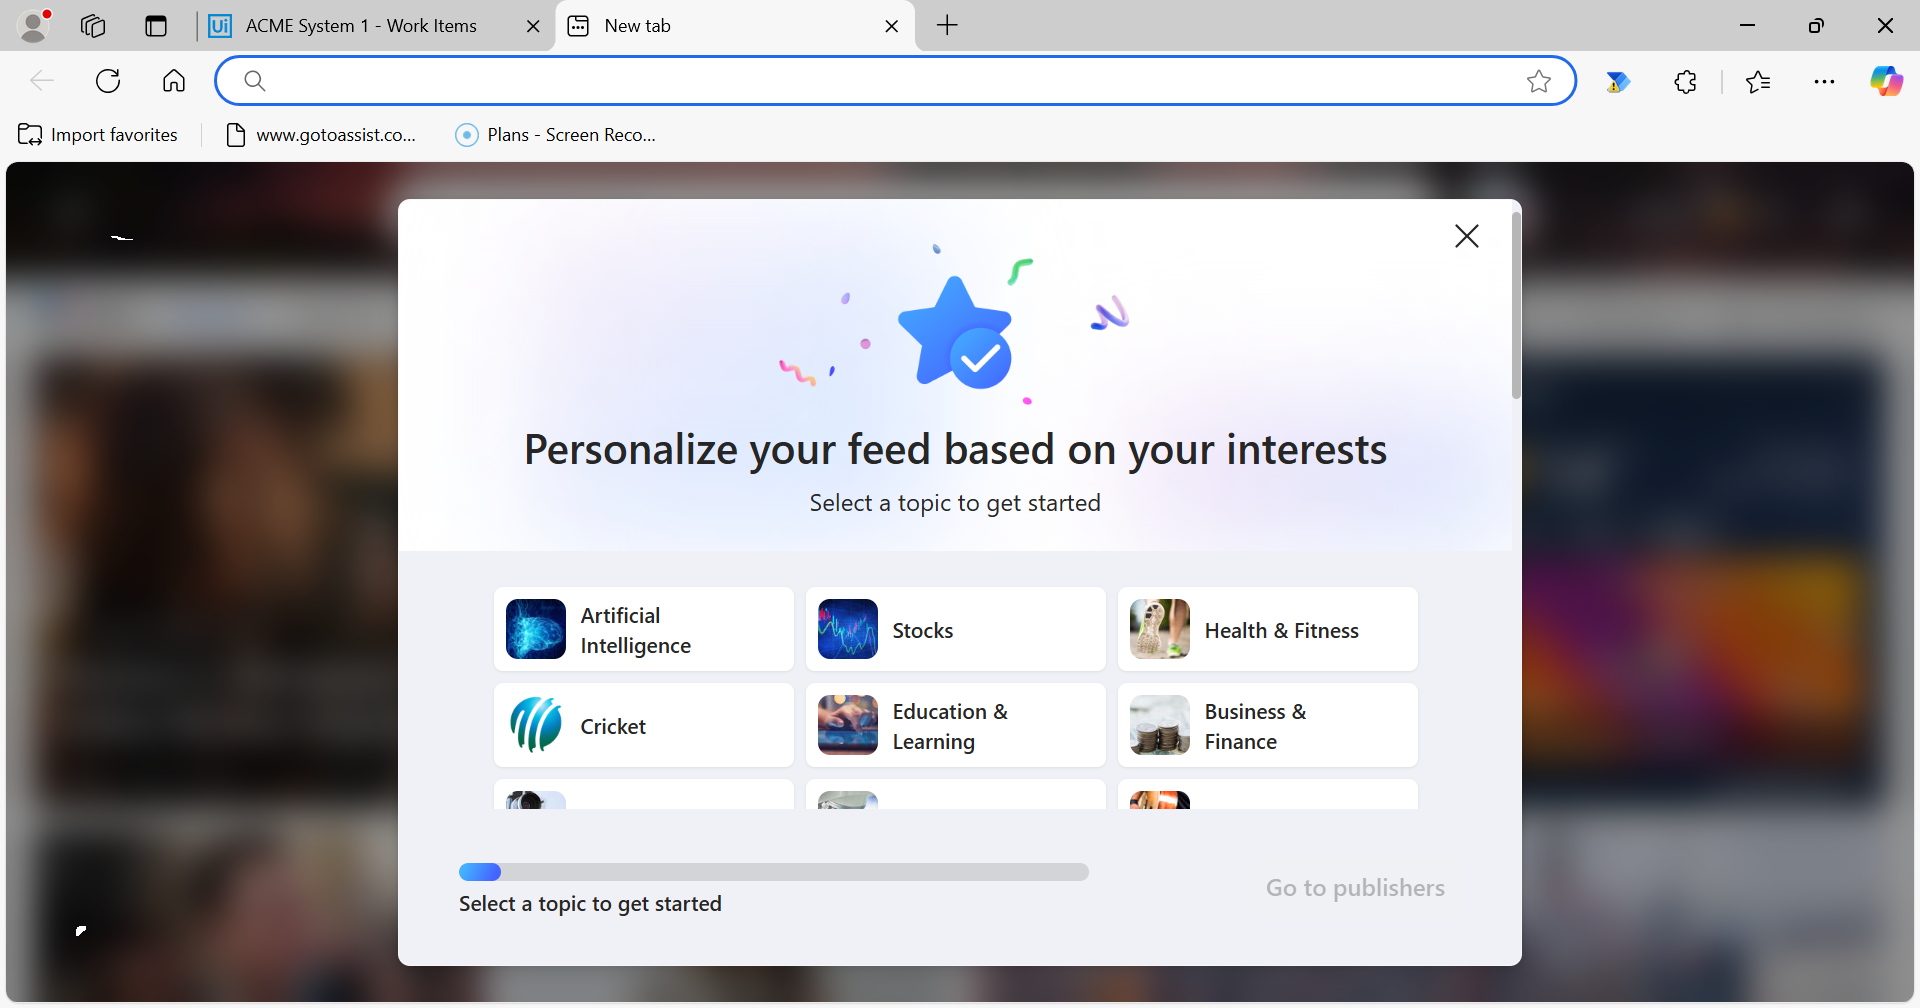 Ui ACME System 1 - Work Items
New tab
Import favorites
www.gotoassist.co...
Plans - Screen Reco...
Personalize your feed based on your interests
Select a topic to get started
Artificial
Intelligence
Stocks
Health & Fitness
Cricket
Education &
Learning
Business &
Finance
Select a topic to get started
Go to publishers